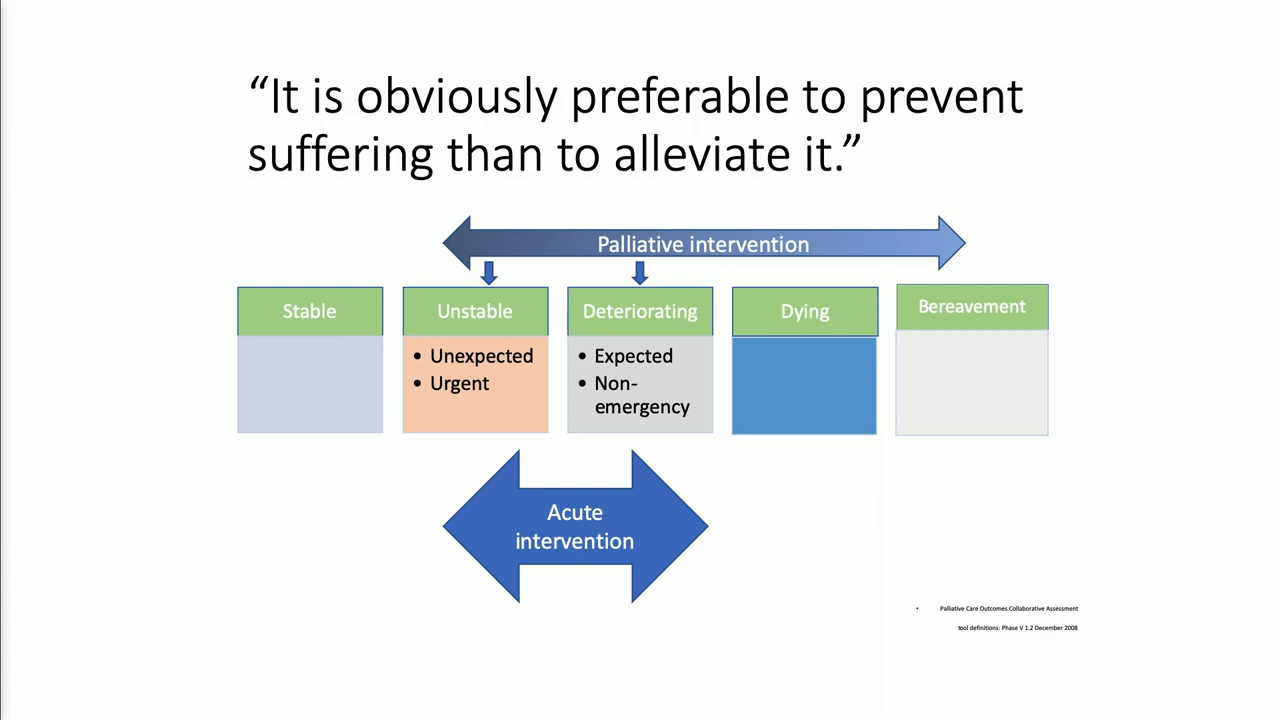 “It is obviously preferable to prevent
suffering than to alleviate it.”
Palliative intervention
Stable
Unstable
Deteriorating
Dying
Bereavement
• Unexpected
• Urgent
• Expected
• Non-
emergency
Acute
intervention
• Palliative Care Outcomes Collaborative Assessment
tool definitions: Phase V 1.2 December 2008